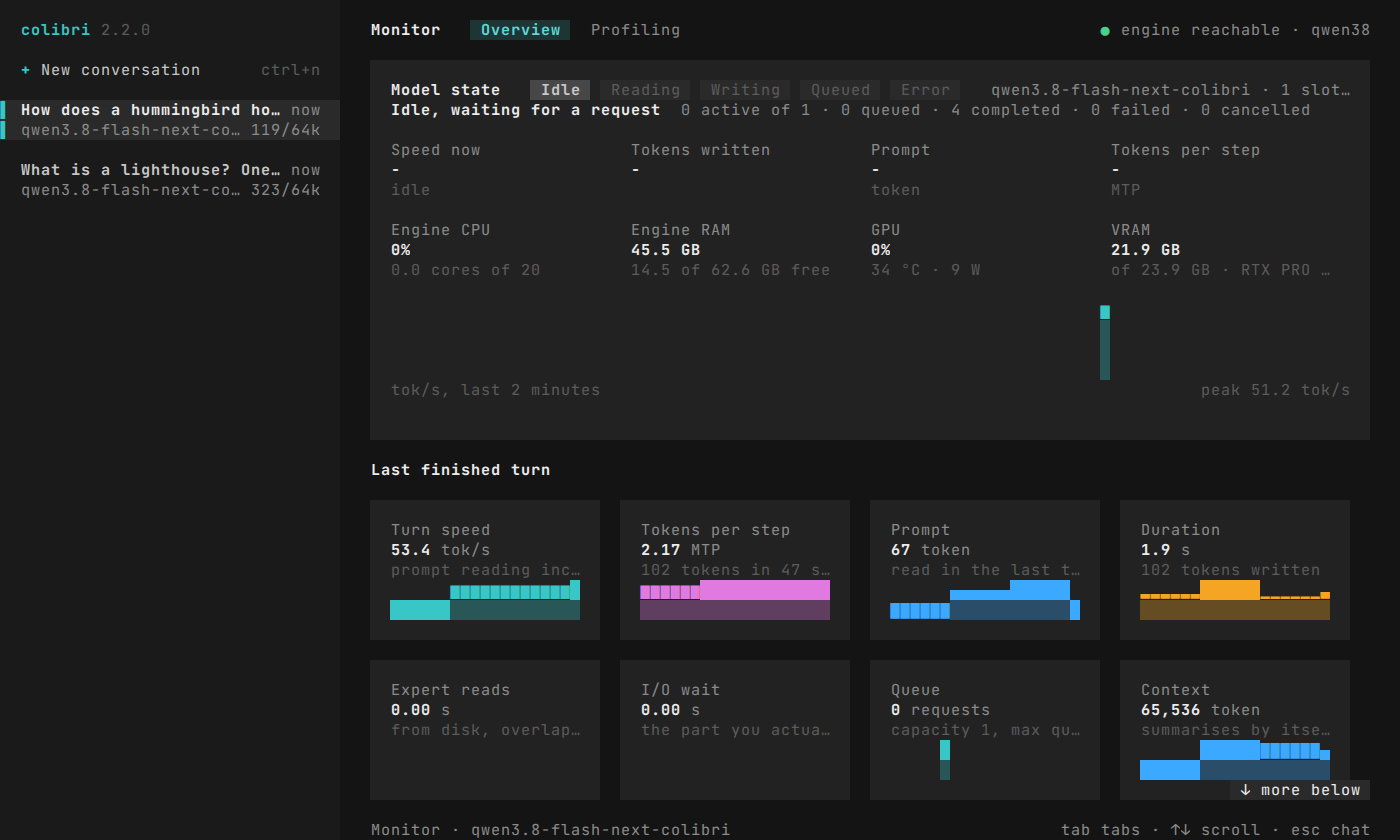 colibri 2.2.0
+ New conversation ctrl+n
How does a hummingbird ho… now
qwen3.8-flash-next-co… 119/64k
What is a lighthouse? One… now
qwen3.8-flash-next-co… 323/64k
Monitor Overview Profiling ● engine reachable · qwen38
Model state Idle Reading Writing Queued Error qwen3.8-flash-next-colibri · 1 slot…
Idle, waiting for a request 0 active of 1 · 0 queued · 4 completed · 0 failed · 0 cancelled
Speed now Tokens written Prompt Tokens per step
- - - -
idle token MTP
Engine CPU Engine RAM GPU VRAM
0% 45.5 GB 0% 21.9 GB
0.0 cores of 20 14.5 of 62.6 GB free 34 °C · 9 W of 23.9 GB · RTX PRO …
tok/s, last 2 minutes peak 51.2 tok/s
Last finished turn
Turn speed Tokens per step Prompt Duration
53.4 tok/s 2.17 MTP 67 token 1.9 s
prompt reading inc… 102 tokens in 47 s… read in the last t… 102 tokens written
Expert reads I/O wait Queue Context
0.00 s 0.00 s 0 requests 65,536 token
from disk, overlap… the part you actua… capacity 1, max qu… summarises by itse…
↓ more below
Monitor · qwen3.8-flash-next-colibri tab tabs · ↑↓ scroll · esc chat